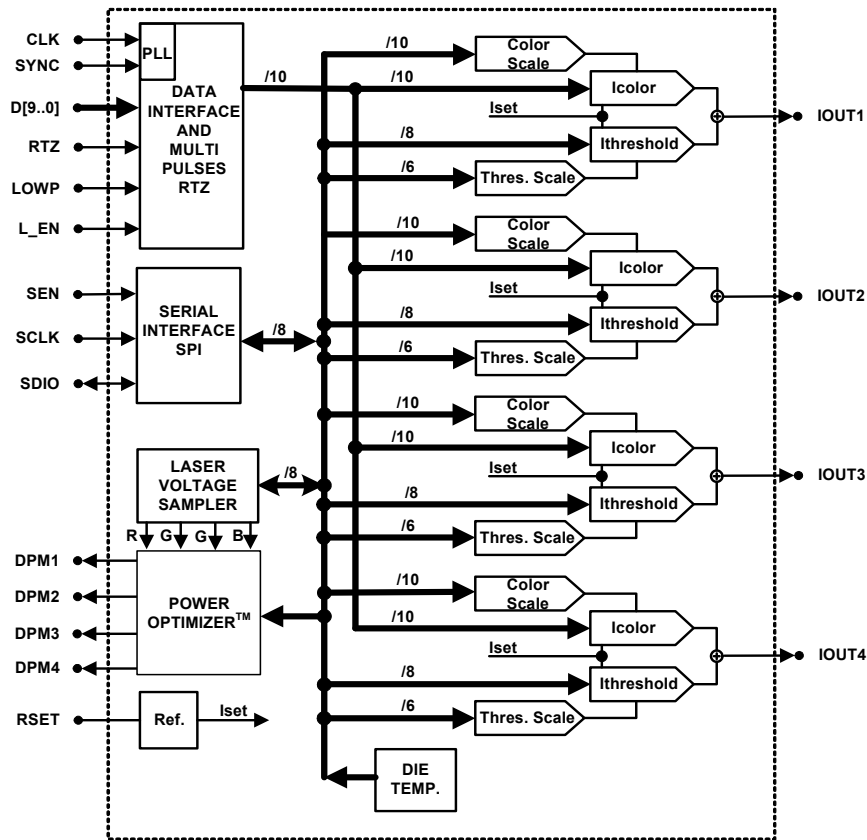 CLK
SYNC
D[9..0]
RTZ
LOWP
L_EN
PLL
DATA
INTERFACE
AND
MULTI
PULSES
RTZ
/10
SEN
SCLK
SDIO
SERIAL
INTERFACE
SPI
/8
LASER
VOLTAGE
SAMPLER
/8
R
G
G
B
DPM1
DPM2
DPM3
DPM4
POWER
OPTIMIZER™
RSET
Ref.
Iset
DIE
TEMP.
/10
Color
Scale
/10
Icolor
Iset
/8
Ithreshold
/6
Thres. Scale
IOUT1
/10
Color
Scale
/10
Icolor
Iset
/8
Ithreshold
/6
Thres. Scale
IOUT2
/10
Color
Scale
/10
Icolor
Iset
/8
Ithreshold
/6
Thres. Scale
IOUT3
/10
Color
Scale
/10
Icolor
Iset
/8
Ithreshold
/6
Thres. Scale
IOUT4